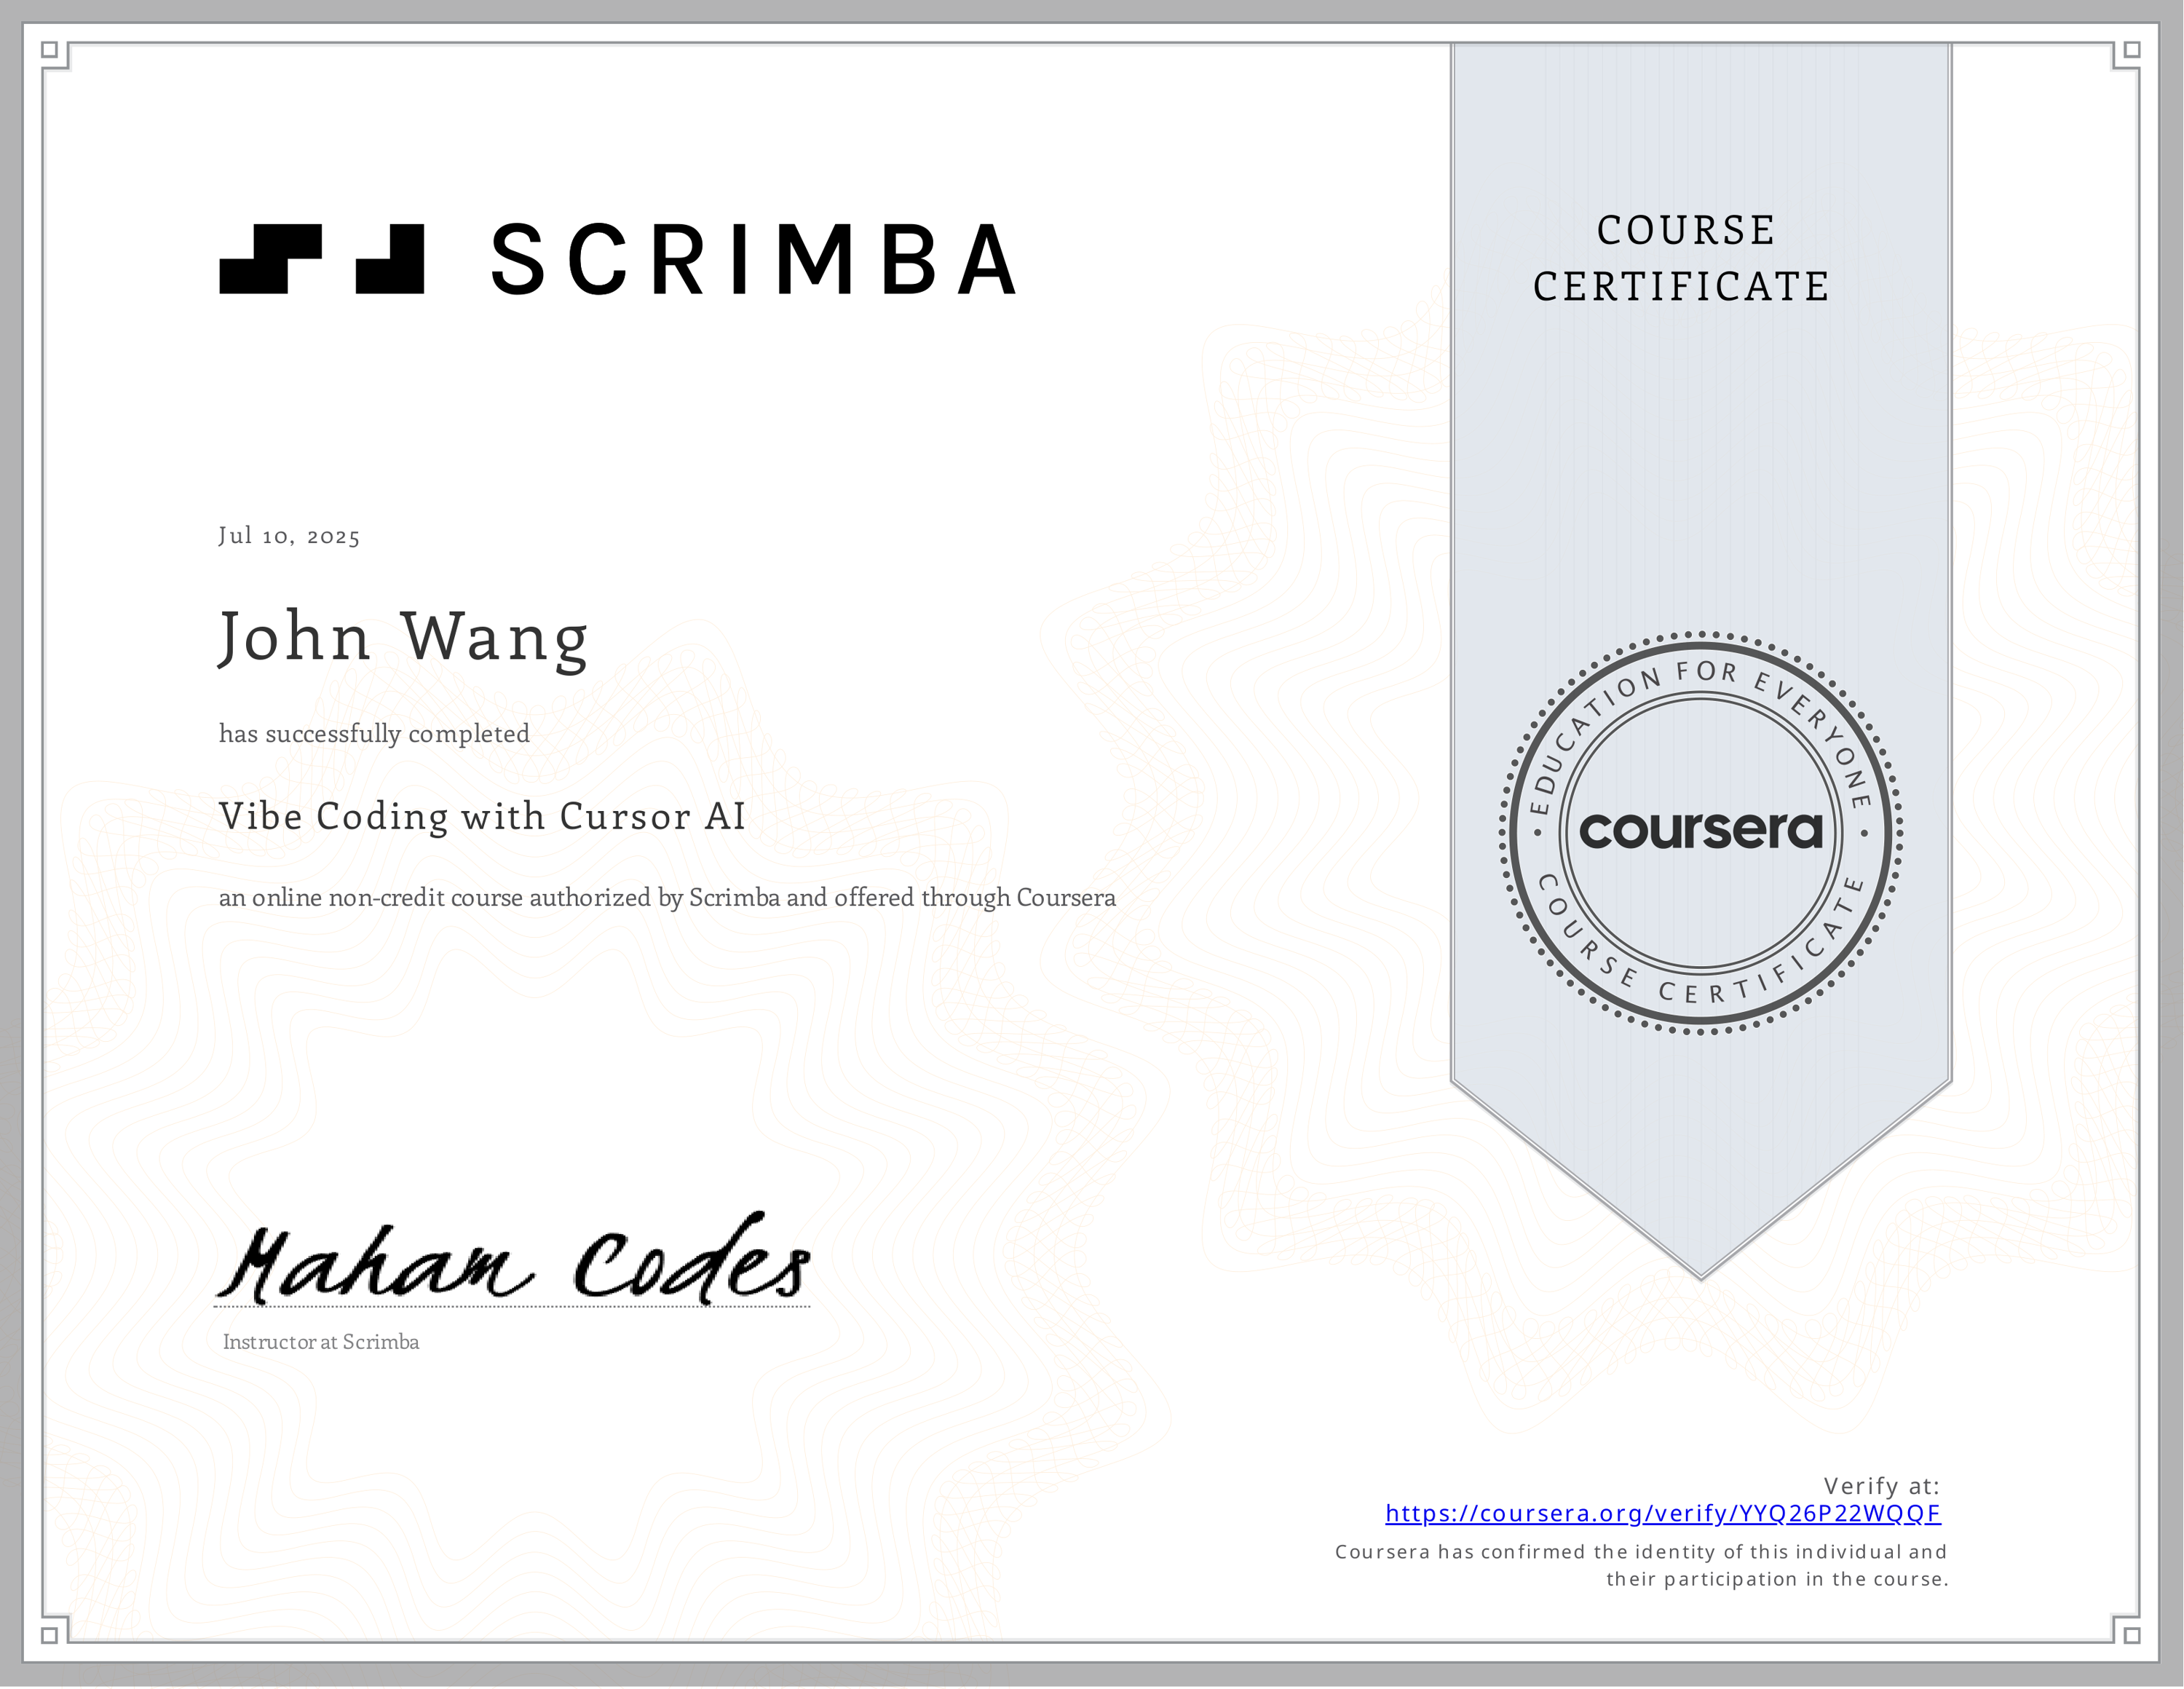 SCRIMBA
COURSE
CERTIFICATE
Jul 10, 2025
John Wang
has successfully completed
Vibe Coding with Cursor AI
an online non-credit course authorized by Scrimba and offered through Coursera
EDUCATION FOR EVERYONE
coursera
COURSE CERTIFICATE
Maham Codes
Instructor at Scrimba
Verify at:
https://coursera.org/verify/YYQ26P22WQQF
Coursera has confirmed the identity of this individual and
their participation in the course.